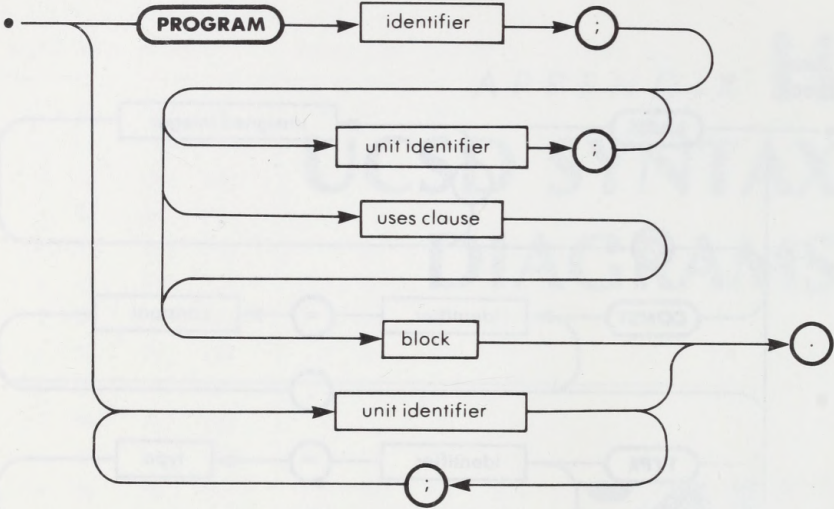 PROGRAM identifier ;
unit identifier ;
uses clause
block .
unit identifier
;